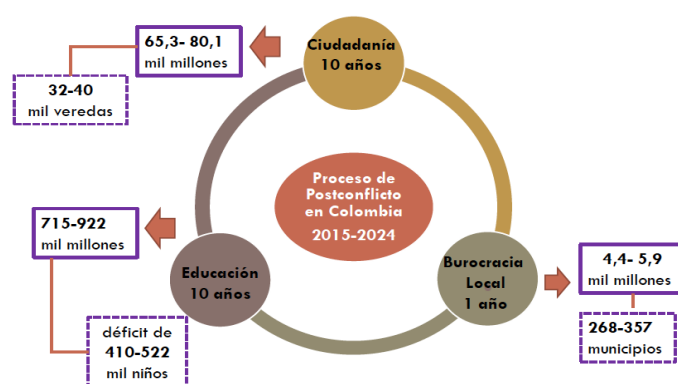 65,3- 80,1
mil millones
32-40
mil veredas
Ciudadanía
10 años
Proceso de
Postconflicto
en Colombia
2015-2024
715-922
mil millones
Educación
10 años
déficit de
410-522
mil niños
Burocracia
Local
1 año
4,4- 5,9
mil millones
268-357
municipios